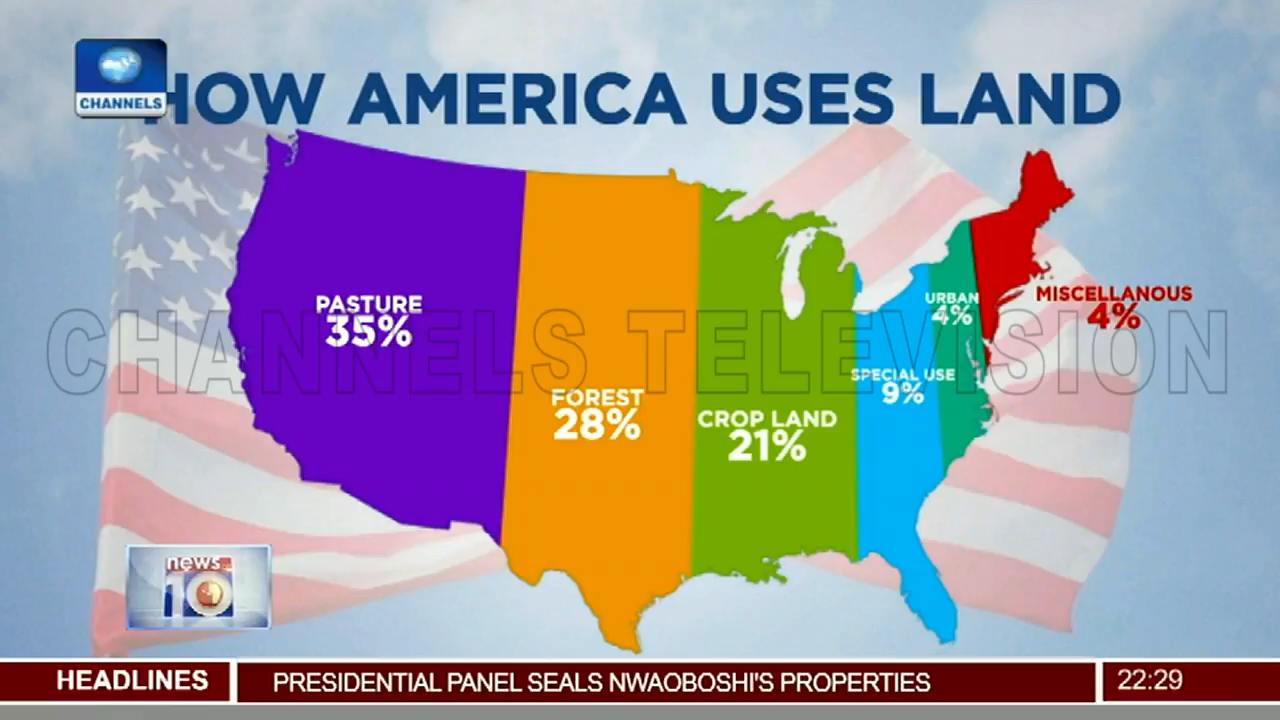 HOW AMERICA USES LAND
CHANNELS
PASTURE
35%
FOREST
28%
CROP LAND
21%
SPECIAL USE
9%
URBAN
4%
MISCELLANOUS
4%
CHANNELS TELEVISION
news
10
HEADLINES
PRESIDENTIAL PANEL SEALS NWAOBOSHI'S PROPERTIES
22:29